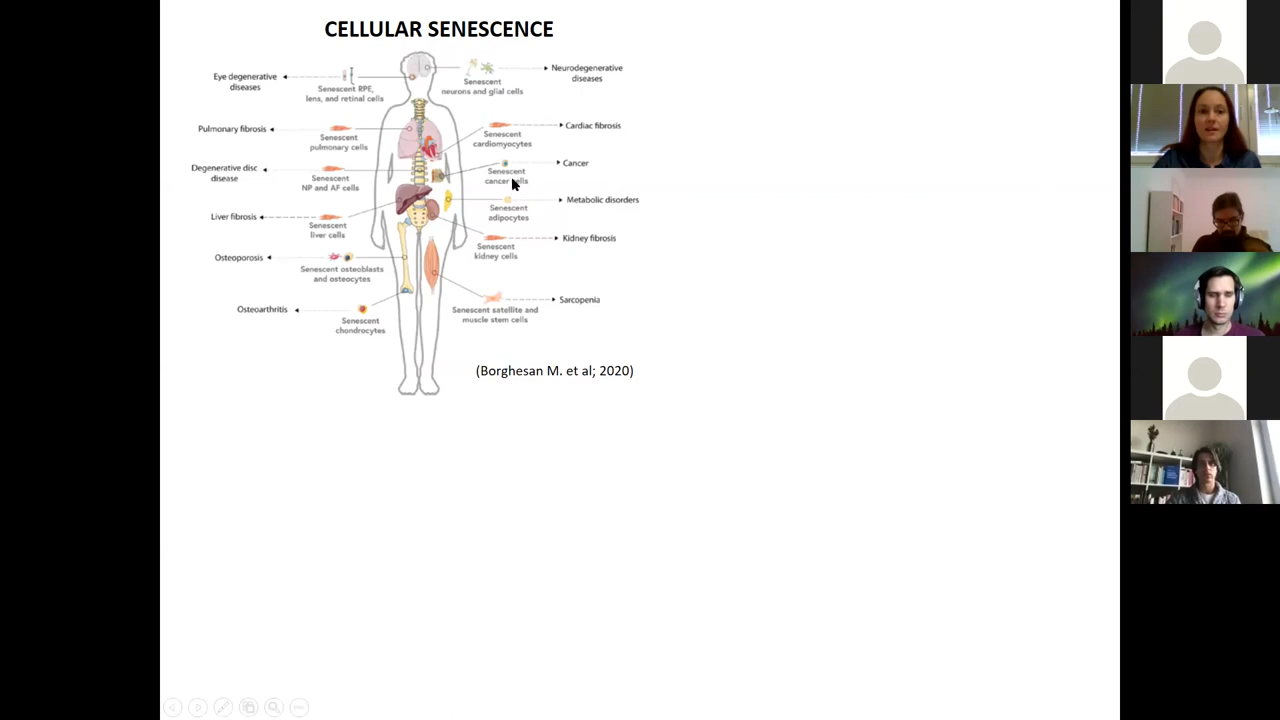 CELLULAR SENESCENCE
Eye degenerative
diseases
Senescent RPE,
lens, and retinal cells
Senescent
neurons and glial cells
Neurodegenerative
diseases
Pulmonary fibrosis
Senescent
pulmonary cells
Senescent
cardiomyocytes
Cardiac fibrosis
Degenerative disc
disease
Senescent
NP and AF cells
Senescent
cancer cells
Cancer
Liver fibrosis
Senescent
liver cells
Senescent
adipocytes
Metabolic disorders
Senescent
kidney cells
Kidney fibrosis
Osteoporosis
Senescent osteoblasts
and osteocytes
Osteoarthritis
Senescent
chondrocytes
Senescent satellite and
muscle stem cells
Sarcopenia
(Borghesan M. et al; 2020)